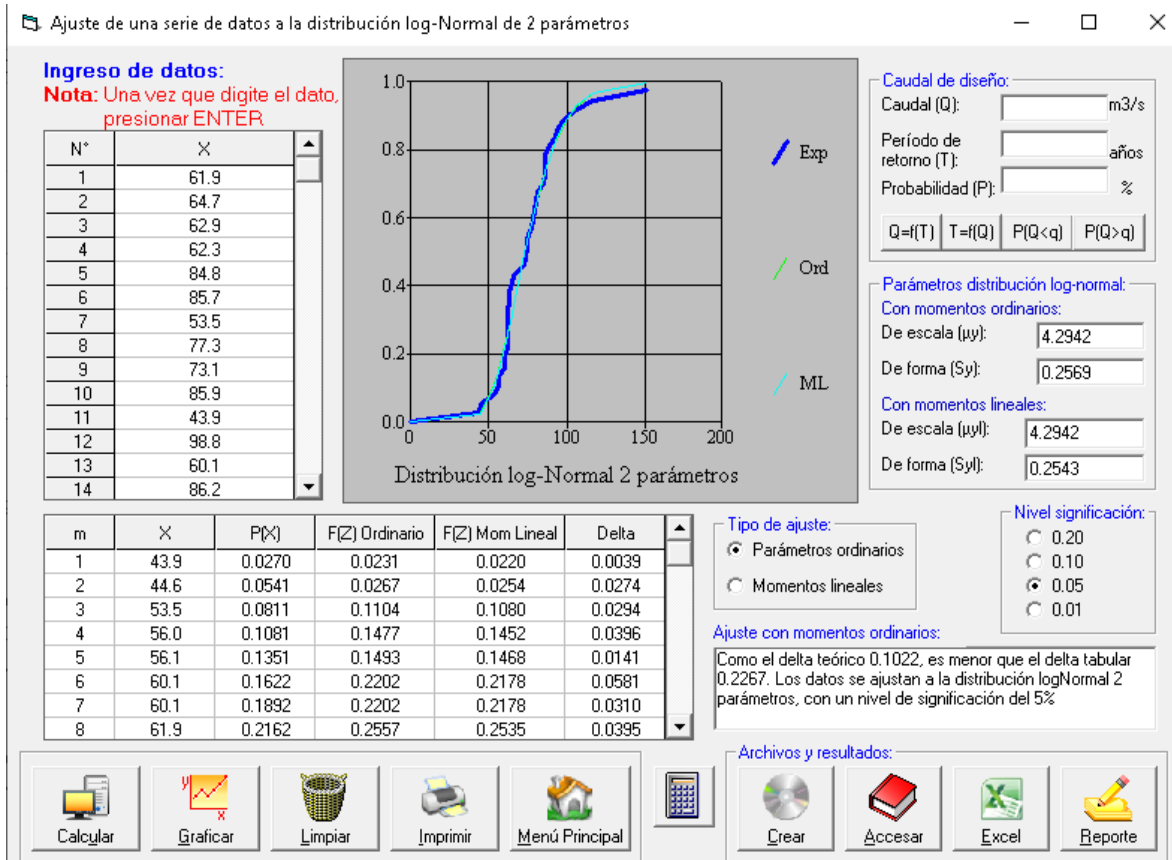 Ajuste de una serie de datos a la distribución log-Normal de 2 parámetros
Ingreso de datos:
Nota: Una vez que digite el dato,
presionar ENTER
N° X
1 61.9
2 64.7
3 62.9
4 62.3
5 84.8
6 85.7
7 53.5
8 77.3
9 73.1
10 85.9
11 43.9
12 98.8
13 60.1
14 86.2
1.0
0.8
0.6
0.4
0.2
0.0
0 50 100 150 200
Distribución log-Normal 2 parámetros
Exp
Ord
ML
Caudal de diseño:
Caudal (Q): m3/s
Período de
retorno (T): años
Probabilidad (P): %
Q=f(T) T=f(Q) P(Q<q) P(Q>q)
Parámetros distribución log-normal:
Con momentos ordinarios:
De escala (μy): 4.2942
De forma (Sy): 0.2569
Con momentos lineales:
De escala (μyl): 4.2942
De forma (Syl): 0.2543
m X P(X) F(Z) Ordinario F(Z) Mom Lineal Delta
1 43.9 0.0270 0.0231 0.0220 0.0039
2 44.6 0.0541 0.0267 0.0254 0.0274
3 53.5 0.0811 0.1104 0.1080 0.0294
4 56.0 0.1081 0.1477 0.1452 0.0396
5 56.1 0.1351 0.1493 0.1468 0.0141
6 60.1 0.1622 0.2202 0.2178 0.0581
7 60.1 0.1892 0.2202 0.2178 0.0310
8 61.9 0.2162 0.2557 0.2535 0.0395
Tipo de ajuste:
Parámetros ordinarios
Momentos lineales
Nivel significación:
0.20
0.10
0.05
0.01
Ajuste con momentos ordinarios:
Como el delta teórico 0.1022, es menor que el delta tabular
0.2267. Los datos se ajustan a la distribución logNormal 2
parámetros, con un nivel de significación del 5%
Calcular Graficar Limpiar Imprimir Menú Principal
Archivos y resultados:
Crear Accesar Excel Reporte